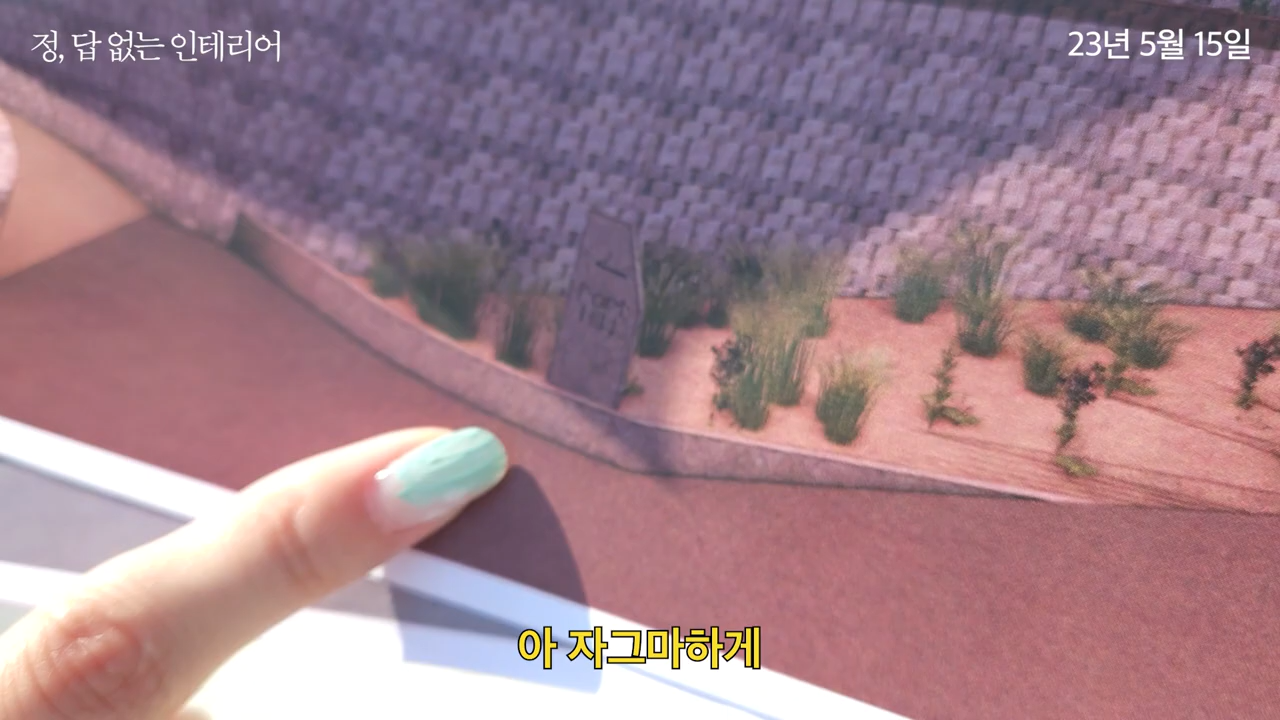 정, 답 없는 인테리어
23년 5월 15일
아 자그마하게